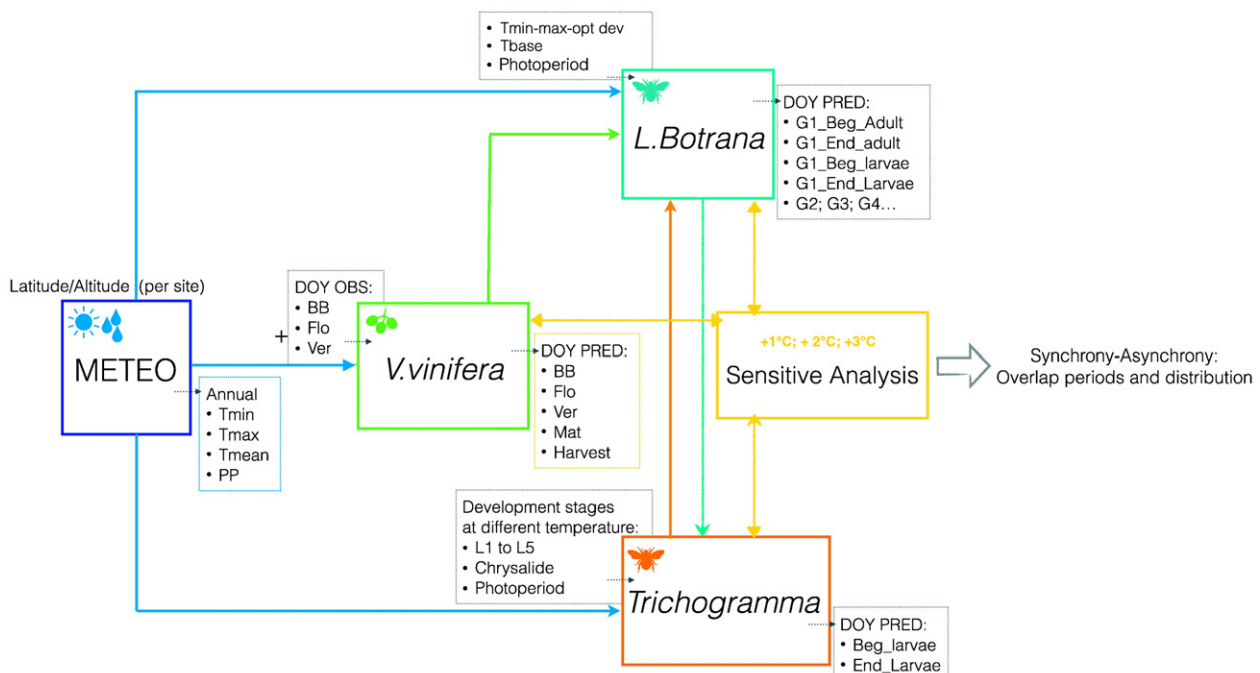 • Tmin-max-opt dev
• Tbase
• Photoperiod
L.Botrana
DOY PRED:
• G1_Beg_Adult
• G1_End_adult
• G1_Beg_larvae
• G1_End_Larvae
• G2; G3; G4...
Latitude/Altitude (per site)
METEO
Annual
• Tmin
• Tmax
• Tmean
• PP
+
DOY OBS:
• BB
• Flo
• Ver
V.vinifera
DOY PRED:
• BB
• Flo
• Ver
• Mat
• Harvest
+1°C; + 2°C; +3°C
Sensitive Analysis
Synchrony-Asynchrony:
Overlap periods and distribution
Development stages
at different temperature:
• L1 to L5
• Chrysalide
• Photoperiod
Trichogramma
DOY PRED:
• Beg_larvae
• End_Larvae